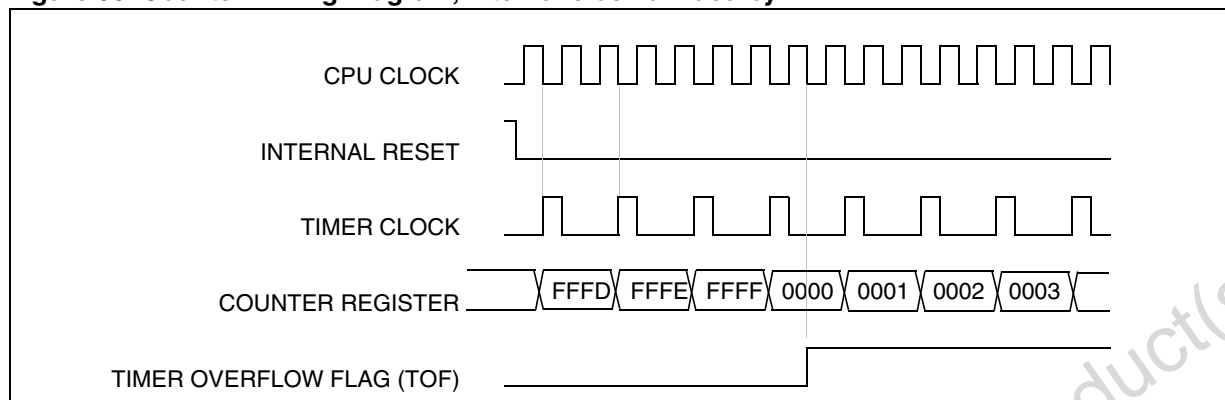 CPU CLOCK
INTERNAL RESET
TIMER CLOCK
COUNTER REGISTER
FFFD FFFE FFFF 0000 0001 0002 0003
TIMER OVERFLOW FLAG (TOF)